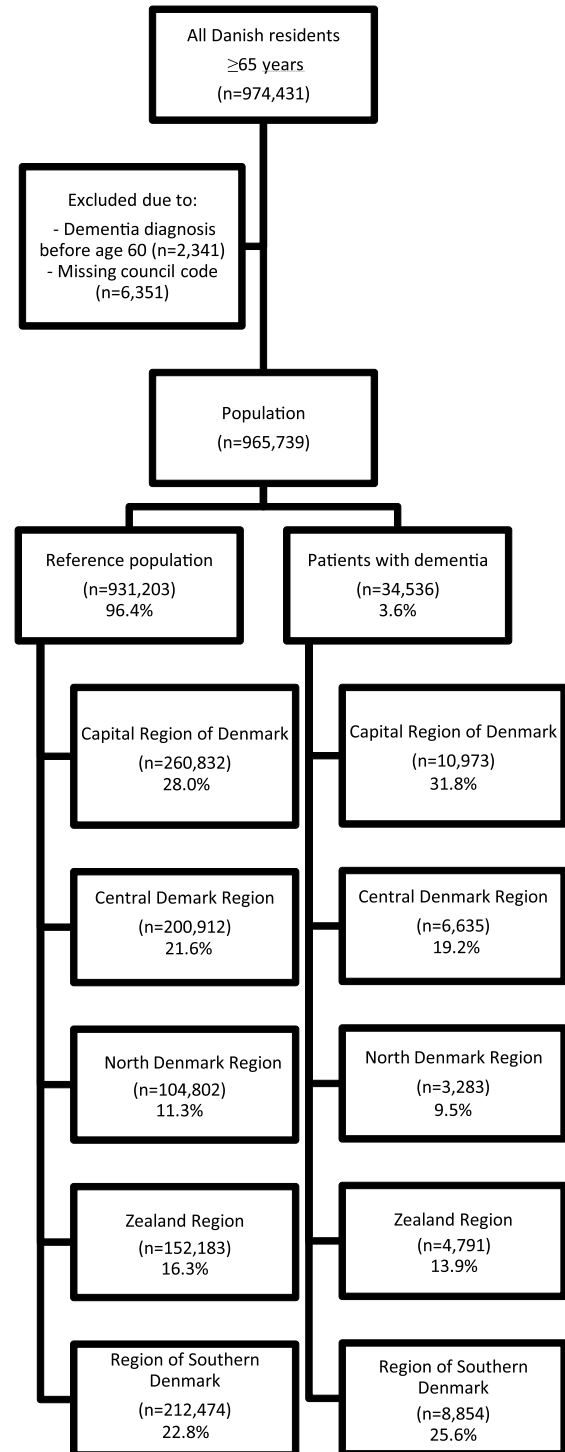 All Danish residents
≥65 years
(n=974,431)
Excluded due to:
- Dementia diagnosis
before age 60 (n=2,341)
- Missing council code
(n=6,351)
Population
(n=965,739)
Reference population
(n=931,203)
96.4%
Patients with dementia
(n=34,536)
3.6%
Capital Region of Denmark
(n=260,832)
28.0%
Capital Region of Denmark
(n=10,973)
31.8%
Central Demark Region
(n=200,912)
21.6%
Central Denmark Region
(n=6,635)
19.2%
North Denmark Region
(n=104,802)
11.3%
North Denmark Region
(n=3,283)
9.5%
Zealand Region
(n=152,183)
16.3%
Zealand Region
(n=4,791)
13.9%
Region of Southern
Denmark
(n=212,474)
22.8%
Region of Southern
Denmark
(n=8,854)
25.6%